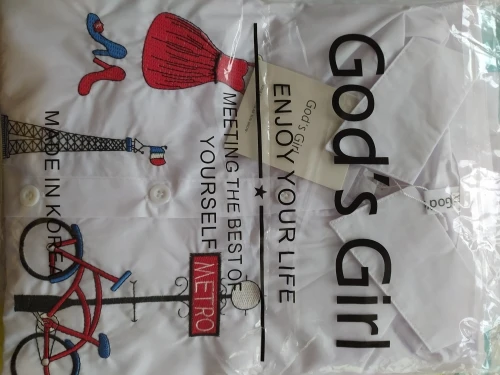 God's Girl
ENJOY YOUR LIFE
MEETING THE BEST OF
YOURSELF
MADE IN KOREA
METRO
God's Girl